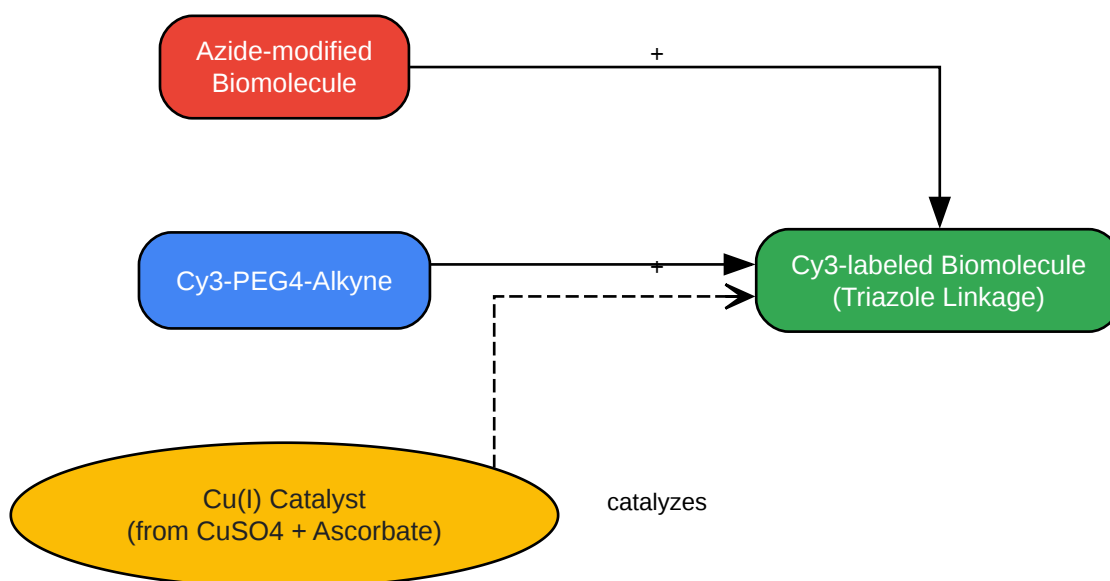 Azide-modified
Biomolecule
+
Cy3-PEG4-Alkyne
+
Cy3-labeled Biomolecule
(Triazole Linkage)
Cu(I) Catalyst
(from CuSO4 + Ascorbate)
catalyzes